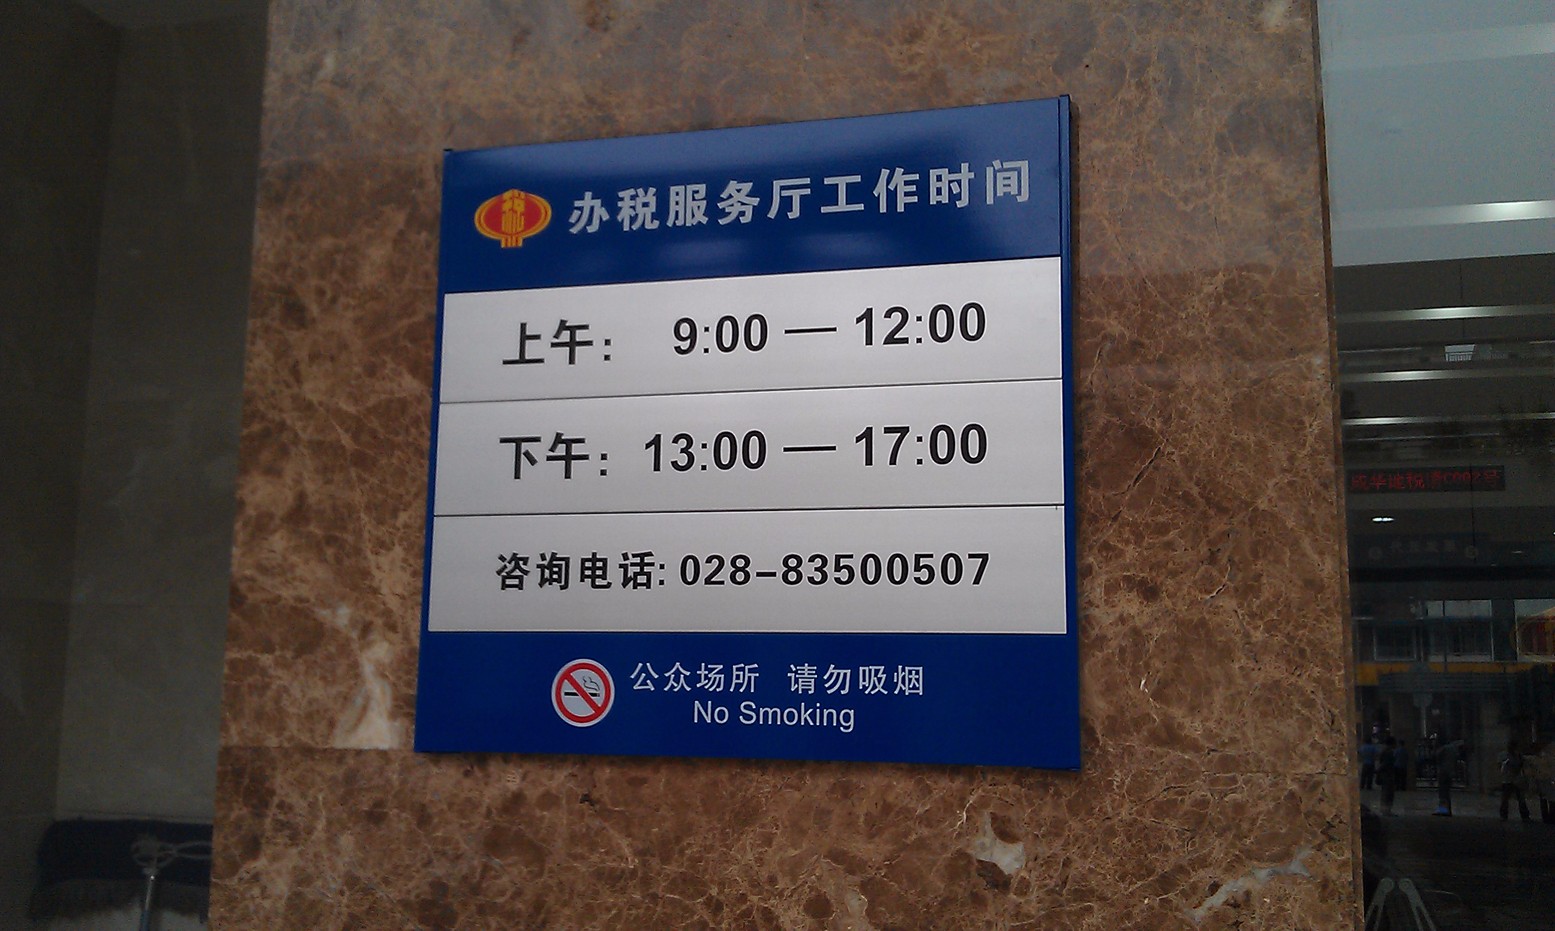 税 办税服务厅工作时间
上午： 9:00 — 12:00
下午：13:00 — 17:00
咨询电话: 028-83500507
公众场所 请勿吸烟
No Smoking